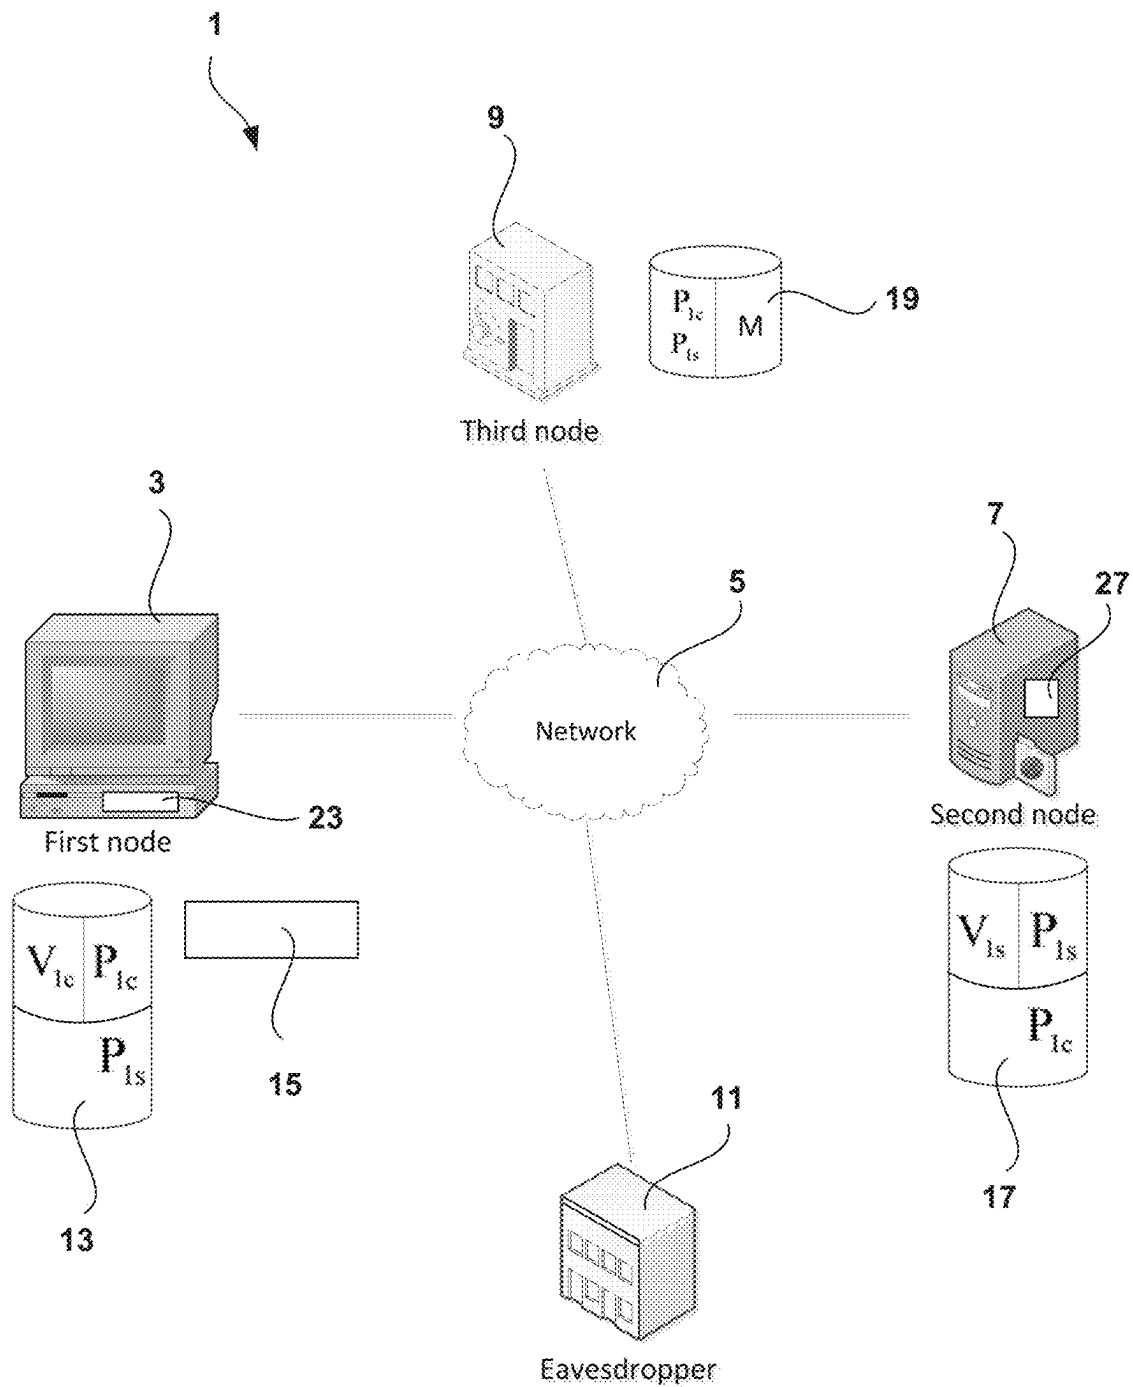 1
9
P1c
M
P1s
19
Third node
3
7
27
5
Network
23
First node
Second node
V1c P1c
P1s
15
13
V1s P1s
P1c
17
11
Eavesdropper